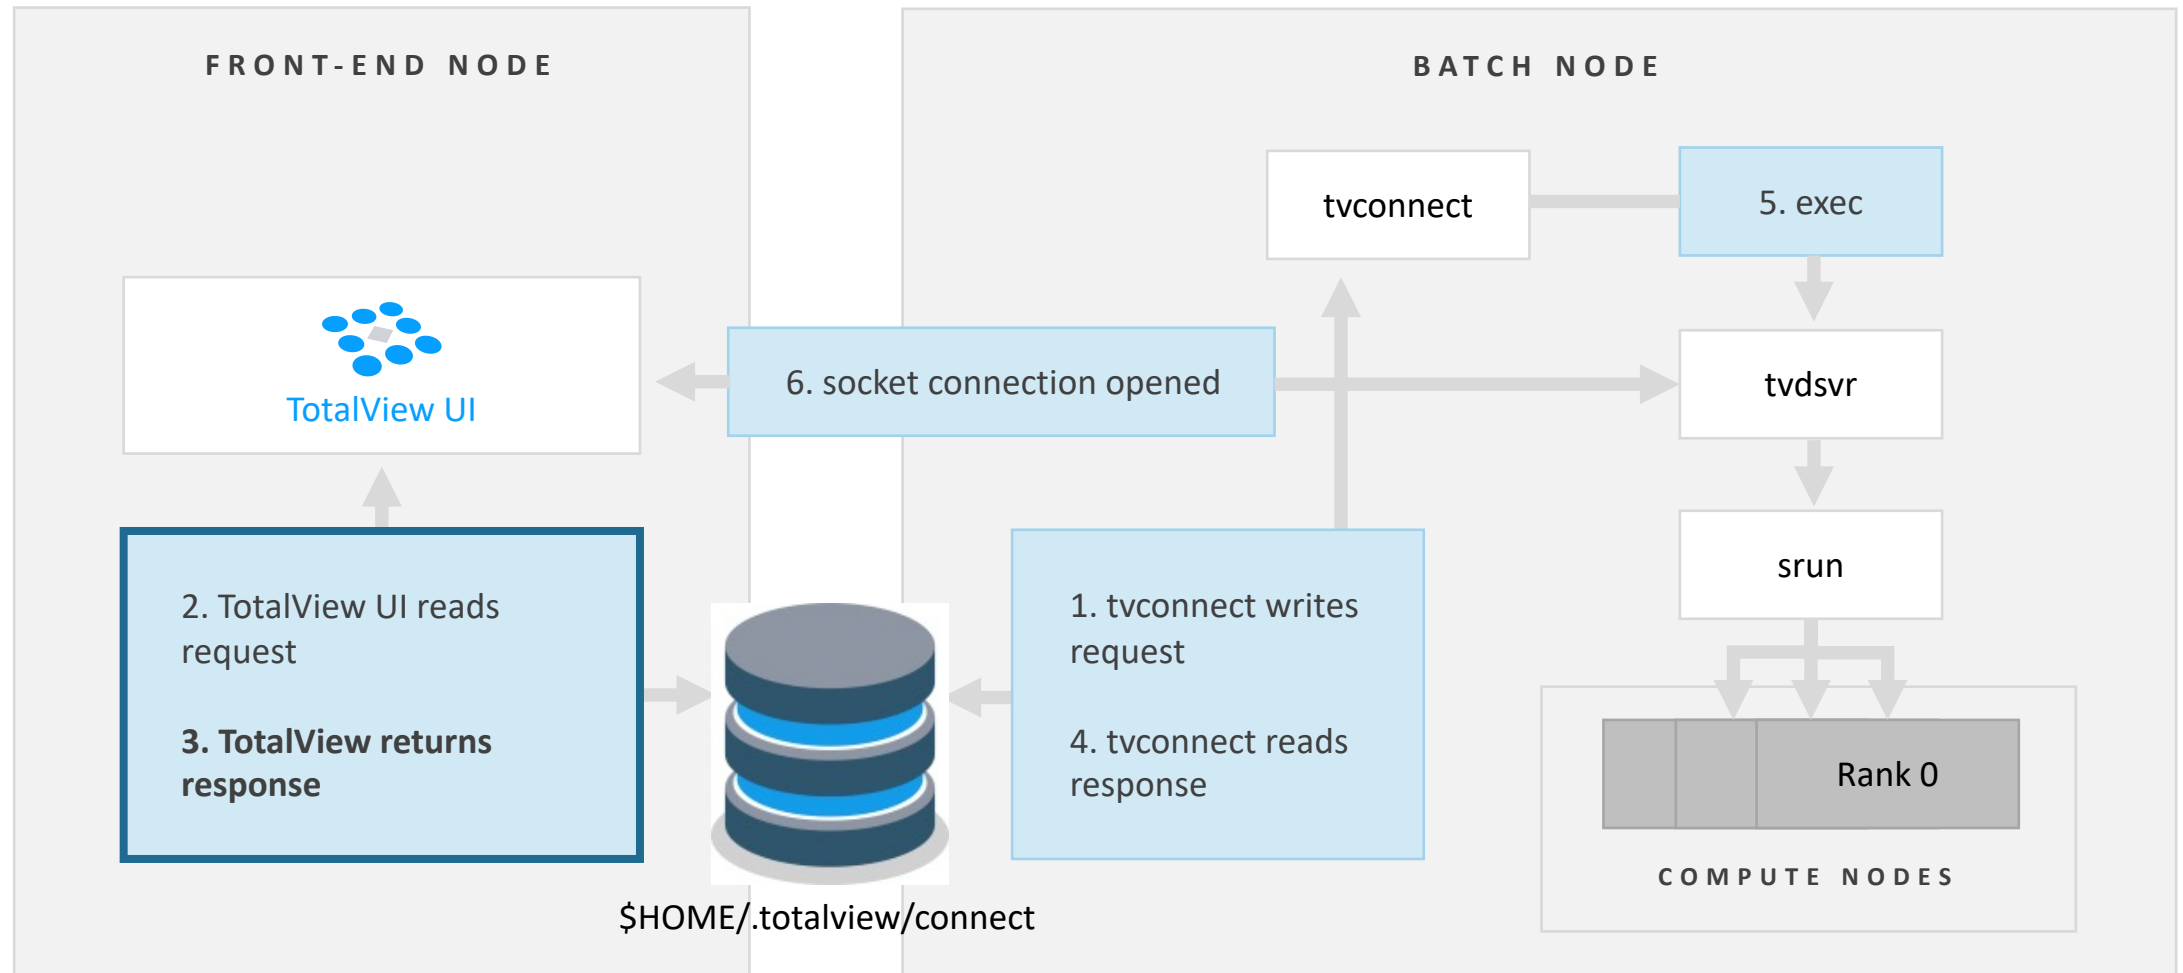 FRONT-END NODE
BATCH NODE
tvconnect
5. exec
TotalView UI
6. socket connection opened
tvdsvr
srun
2. TotalView UI reads
request
3. TotalView returns
response
1. tvconnect writes
request
4. tvconnect reads
response
Rank 0
COMPUTE NODES
$HOME/.totalview/connect